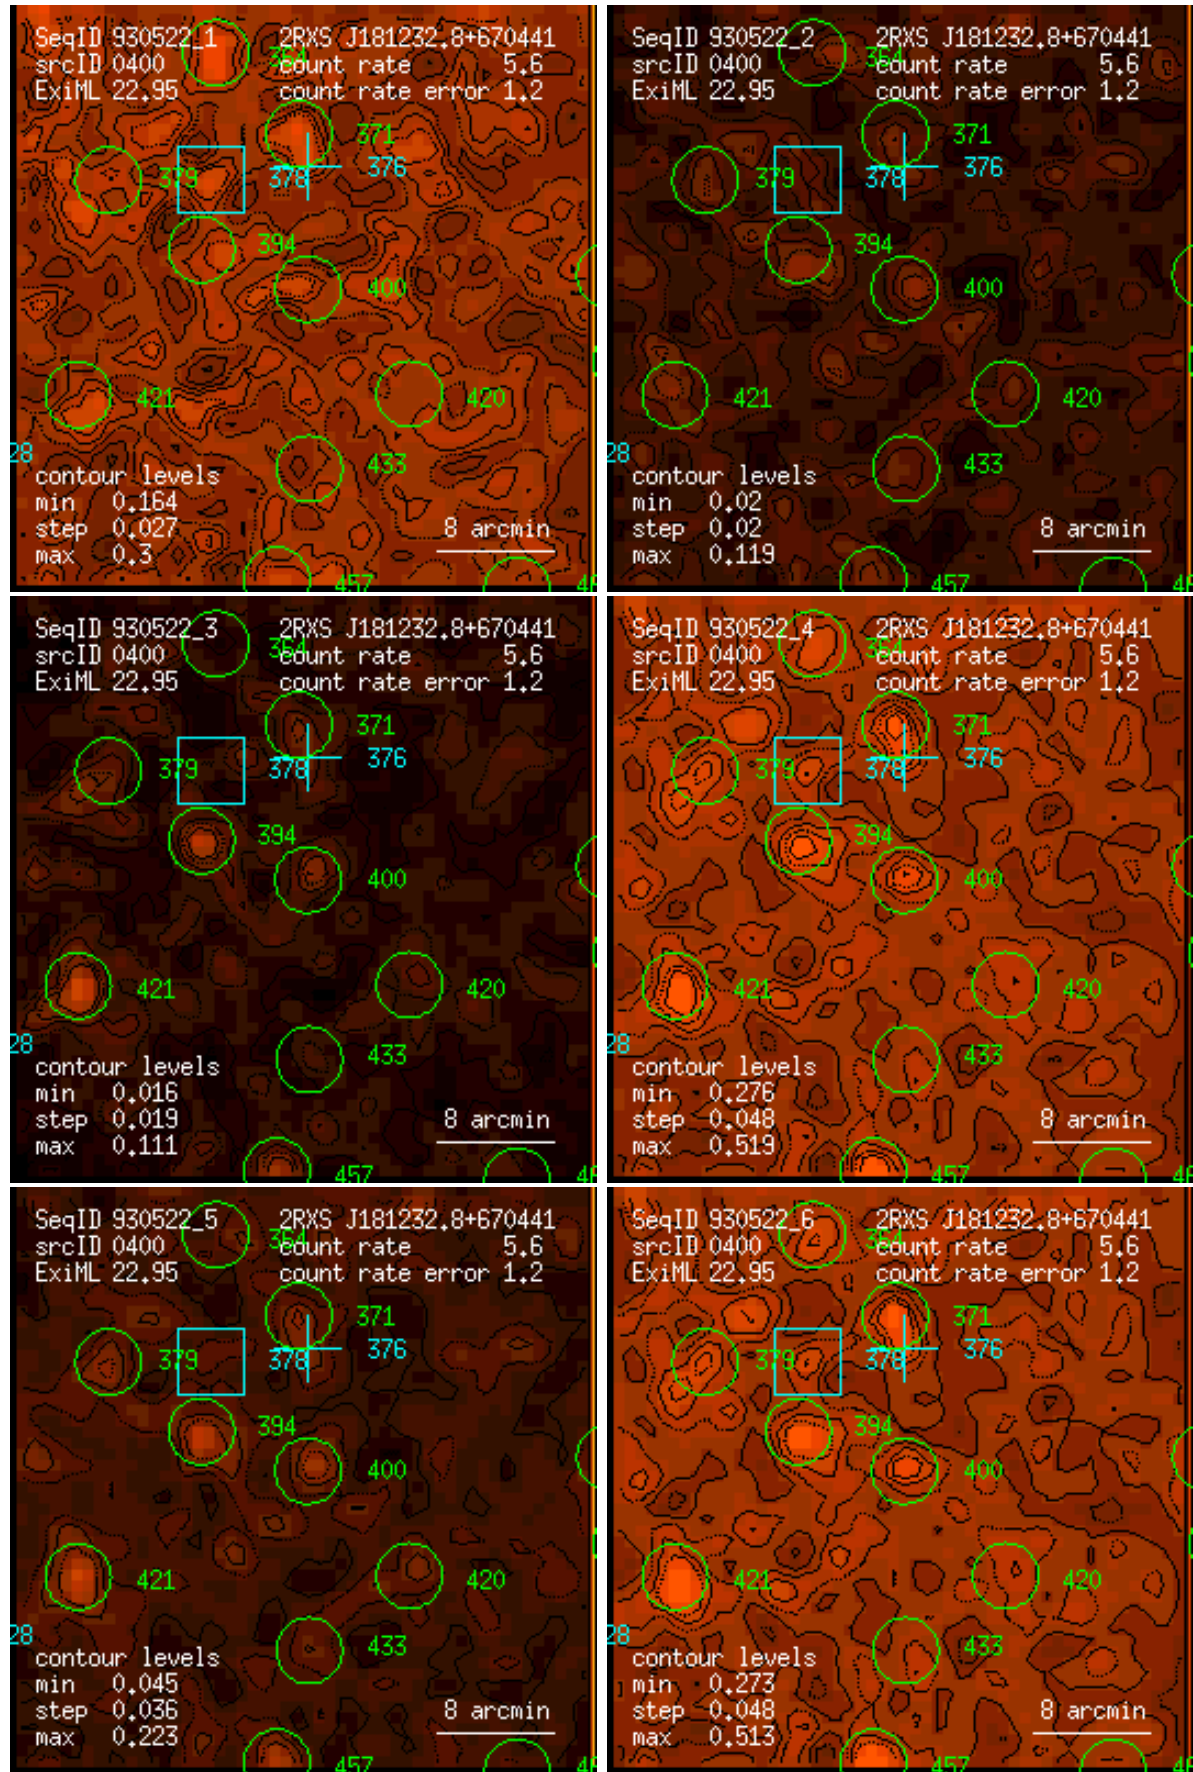 SeqID 930522_1 2RXS J181232.8+670441
srcID 0400 364 count rate 5.6
ExiML 22.95 count rate error 1.2
371
376
379 378
394
400
421 420
28 433
contour levels
min 0.164
step 0.027 8 arcmin
max 0.3
457
SeqID 930522_2 2RXS J181232.8+670441
srcID 0400 364 count rate 5.6
ExiML 22.95 count rate error 1.2
371
376
379 378
394
400
421 420
28 433
contour levels
min 0.02
step 0.02 8 arcmin
max 0.119
457
SeqID 930522_3 2RXS J181232.8+670441
srcID 0400 364 count rate 5.6
ExiML 22.95 count rate error 1.2
371
376
379 378
394
400
421 420
28 433
contour levels
min 0.016
step 0.019 8 arcmin
max 0.111
457
SeqID 930522_4 2RXS J181232.8+670441
srcID 0400 364 count rate 5.6
ExiML 22.95 count rate error 1.2
371
376
379 378
394
400
421 420
28 433
contour levels
min 0.276
step 0.048 8 arcmin
max 0.519
457
SeqID 930522_5 2RXS J181232.8+670441
srcID 0400 364 count rate 5.6
ExiML 22.95 count rate error 1.2
371
376
379 378
394
400
421 420
28 433
contour levels
min 0.045
step 0.036 8 arcmin
max 0.223
457
SeqID 930522_6 2RXS J181232.8+670441
srcID 0400 364 count rate 5.6
ExiML 22.95 count rate error 1.2
371
376
379 378
394
400
421 420
28 433
contour levels
min 0.273
step 0.048 8 arcmin
max 0.513
457